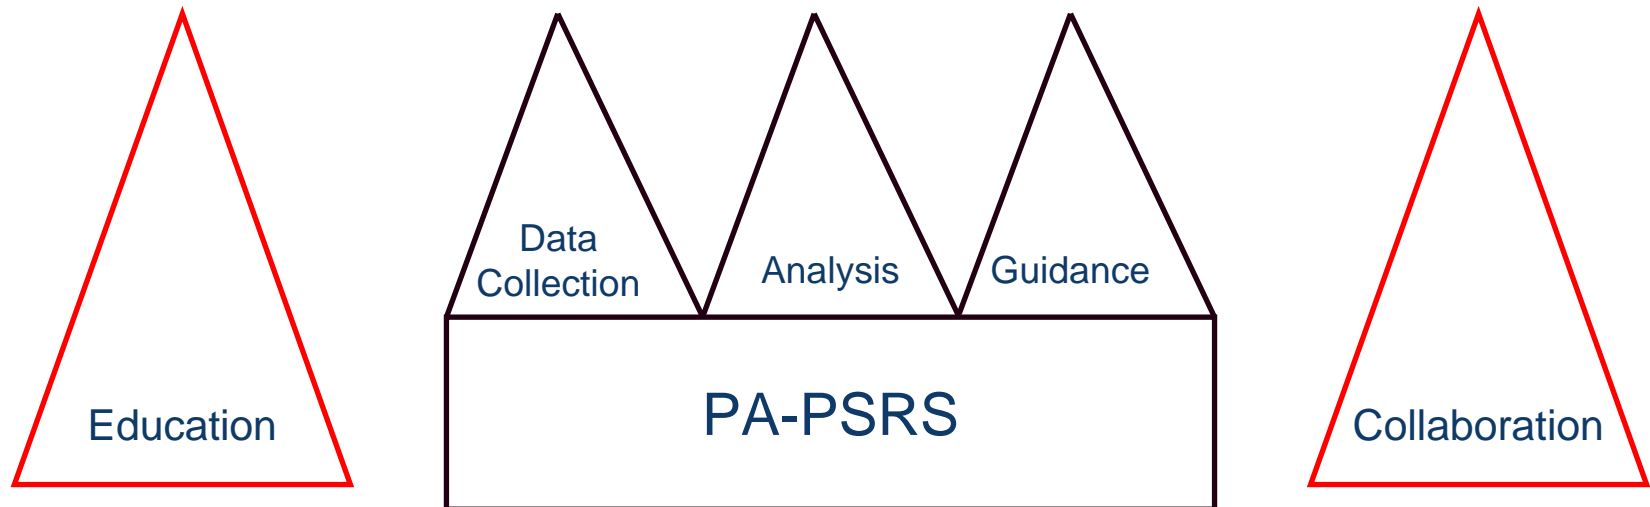 Data
Collection
Analysis
Guidance
Education
PA-PSRS
Collaboration